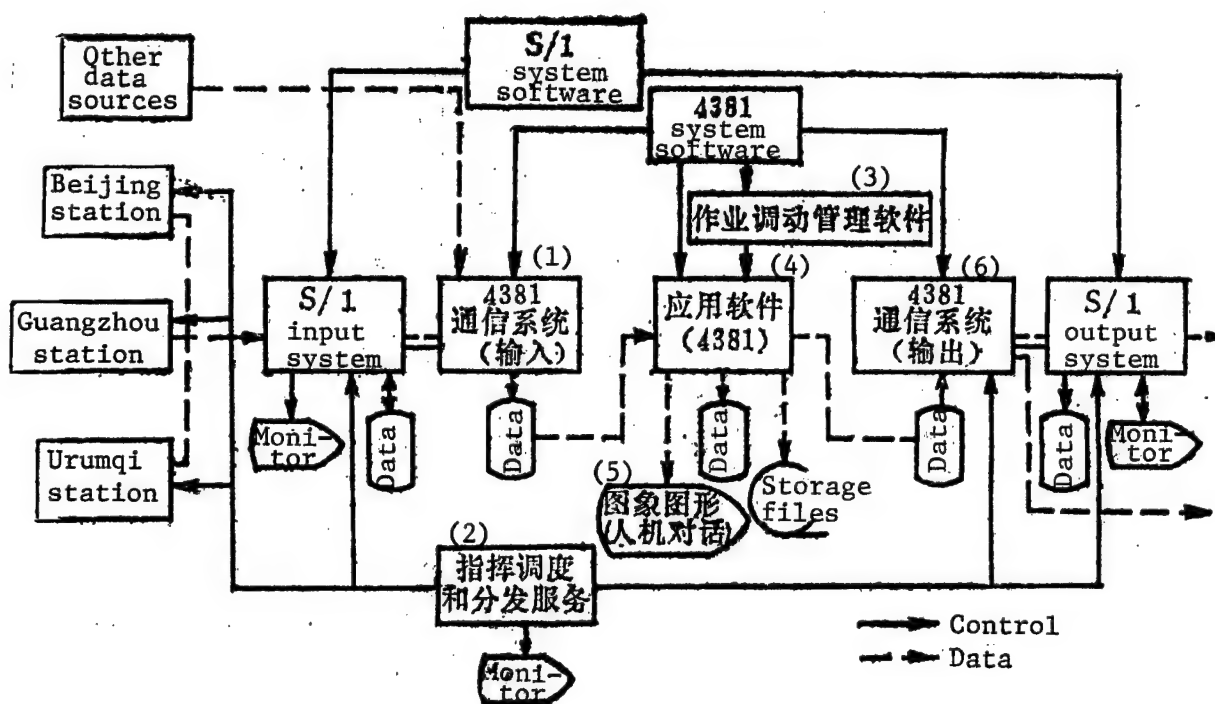 S/1
system
software
Other
data
sources
4381
system
software
Beijing
station
(3)
作业调动管理软件
Guangzhou
station
S/1
input
system
(1)
4381
通信系统
(输入)
(4)
应用软件
(4381)
(6)
4381
通信系统
(输出)
S/1
output
system
Urumqi
station
Moni-
tor
Data
Data
Data
Storage
files
Data
Data
Moni-
tor
(5)
图象图形
(人机对话)
(2)
指挥调度
和分发服务
Moni-
tor
Control
Data